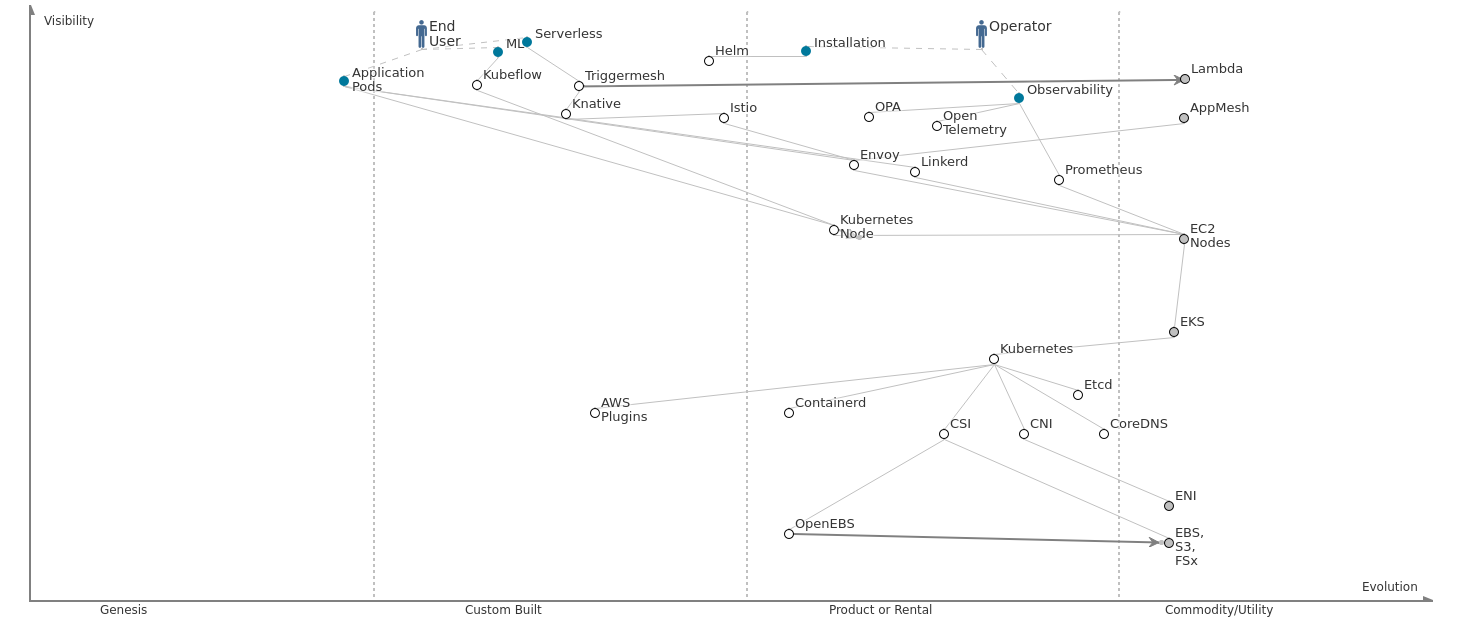 Visibility
End
User
ML
Serverless
Helm
Installation
Operator
Application
Pods
Kubeflow
Triggermesh
Lambda
Knative
Istio
OPA
Open
Telemetry
Observability
AppMesh
Envoy
Linkerd
Prometheus
Kubernetes
Node
EC2
Nodes
EKS
Kubernetes
Etcd
AWS
Plugins
Containerd
CSI
CNI
CoreDNS
ENI
OpenEBS
EBS,
S3,
FSx
Evolution
Genesis
Custom Built
Product or Rental
Commodity/Utility